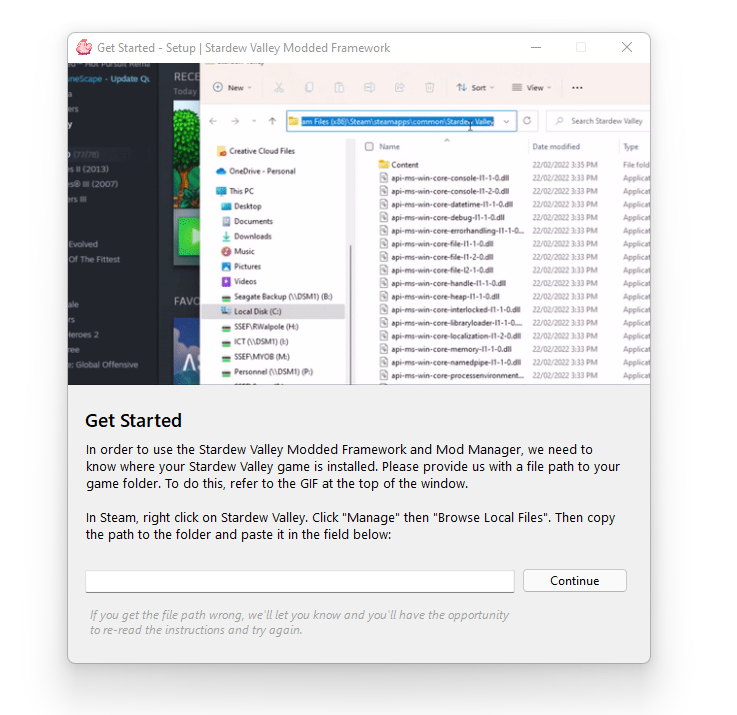 Get Started - Setup | Stardew Valley Modded Framework
RECE
Today
neScape - Update Qu
(77/78)
s II (2013)
es® III (2007)
ers III
Evolved
Of The Fittest
FAVO
ale
rs
Heroes 2
ree
e: Global Offensive
New
Sort
View
am Files (x86)\Steam\steamapps\common\Stardew Valley
Search Stardew Valley
Creative Cloud Files
OneDrive - Personal
This PC
Desktop
Documents
Downloads
Music
Pictures
Videos
Seagate Backup (\\DSM1) (B:)
Local Disk (C:)
SSEF\RWalpole (H:)
ICT (\\DSM1) (I:)
SSEF\MYOB (M:)
Personnel (\\DSM1) (P:)
Name Date modified Type
Content 22/02/2022 3:35 PM File fold
api-ms-win-core-console-l1-1-0.dll 22/02/2022 3:33 PM Applicat
api-ms-win-core-console-l1-2-0.dll 22/02/2022 3:33 PM Applicat
api-ms-win-core-datetime-l1-1-0.dll 22/02/2022 3:33 PM Applicat
api-ms-win-core-debug-l1-1-0.dll 22/02/2022 3:33 PM Applicat
api-ms-win-core-errorhandling-l1-1-0... 22/02/2022 3:33 PM Applicat
api-ms-win-core-file-l1-1-0.dll 22/02/2022 3:33 PM Applicat
api-ms-win-core-file-l1-2-0.dll 22/02/2022 3:33 PM Applicat
api-ms-win-core-file-l2-1-0.dll 22/02/2022 3:33 PM Applicat
api-ms-win-core-handle-l1-1-0.dll 22/02/2022 3:33 PM Applicat
api-ms-win-core-heap-l1-1-0.dll 22/02/2022 3:33 PM Applicat
api-ms-win-core-interlocked-l1-1-0.dll 22/02/2022 3:33 PM Applicat
api-ms-win-core-libraryloader-l1-1-0.... 22/02/2022 3:33 PM Applicat
api-ms-win-core-localization-l1-2-0.dll 22/02/2022 3:33 PM Applicat
api-ms-win-core-memory-l1-1-0.dll 22/02/2022 3:33 PM Applicat
api-ms-win-core-namedpipe-l1-1-0.dll 22/02/2022 3:33 PM Applicat
api-ms-win-core-processenvironment... 22/02/2022 3:33 PM Applicat
Get Started
In order to use the Stardew Valley Modded Framework and Mod Manager, we need to
know where your Stardew Valley game is installed. Please provide us with a file path to your
game folder. To do this, refer to the GIF at the top of the window.
In Steam, right click on Stardew Valley. Click "Manage" then "Browse Local Files". Then copy
the path to the folder and paste it in the field below:
Continue
If you get the file path wrong, we'll let you know and you'll have the opportunity
to re-read the instructions and try again.